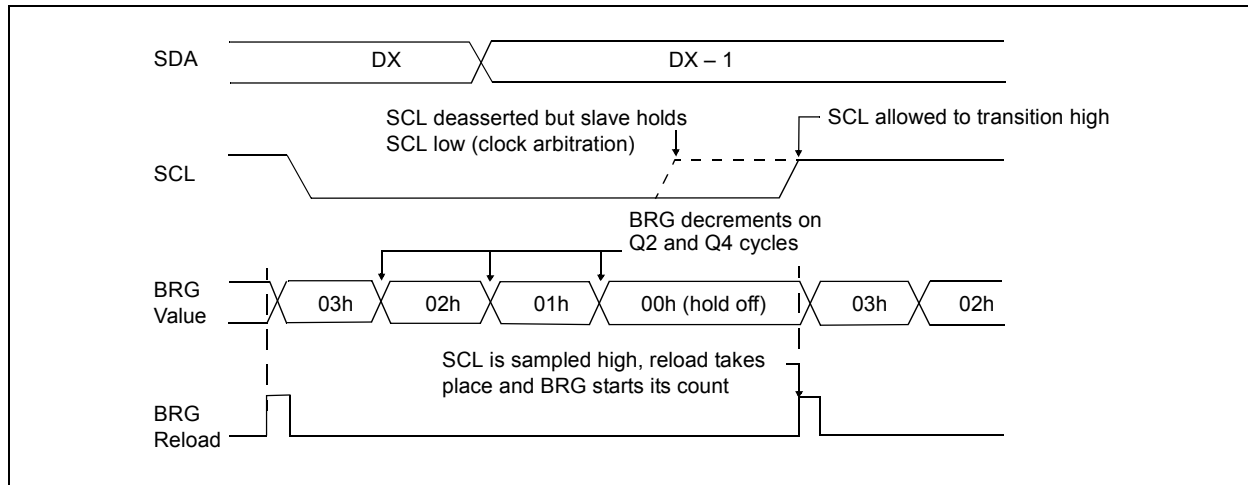 SDA
DX
DX – 1
SCL deasserted but slave holds
SCL low (clock arbitration)
SCL allowed to transition high
SCL
BRG decrements on
Q2 and Q4 cycles
BRG
Value
03h
02h
01h
00h (hold off)
03h
02h
SCL is sampled high, reload takes
place and BRG starts its count
BRG
Reload